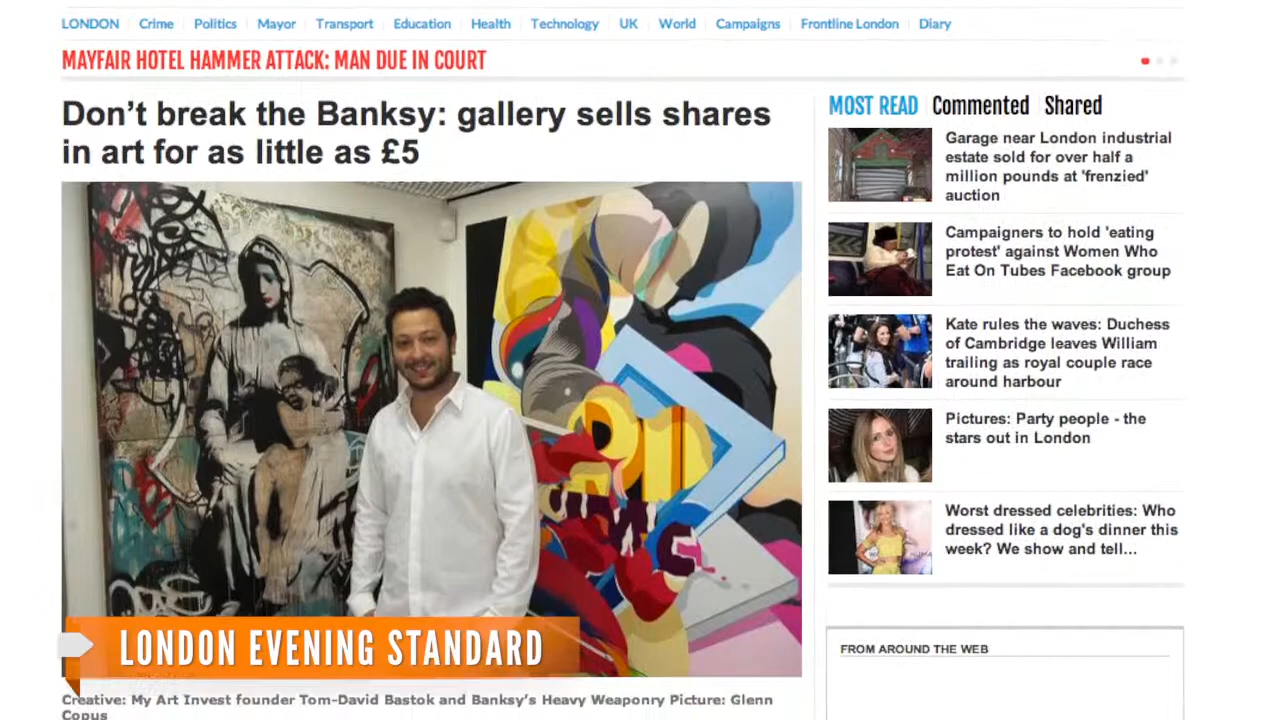 LONDON Crime Politics Mayor Transport Education Health Technology UK World Campaigns Frontline London Diary
MAYFAIR HOTEL HAMMER ATTACK: MAN DUE IN COURT
Don't break the Banksy: gallery sells shares
in art for as little as £5
LONDON EVENING STANDARD
Creative: My Art Invest founder Tom-David Bastok and Banksy's Heavy Weaponry Picture: Glenn
Copus
MOST READ Commented Shared
Garage near London industrial
estate sold for over half a
million pounds at 'frenzied'
auction
Campaigners to hold 'eating
protest' against Women Who
Eat On Tubes Facebook group
Kate rules the waves: Duchess
of Cambridge leaves William
trailing as royal couple race
around harbour
Pictures: Party people - the
stars out in London
Worst dressed celebrities: Who
dressed like a dog's dinner this
week? We show and tell...
FROM AROUND THE WEB